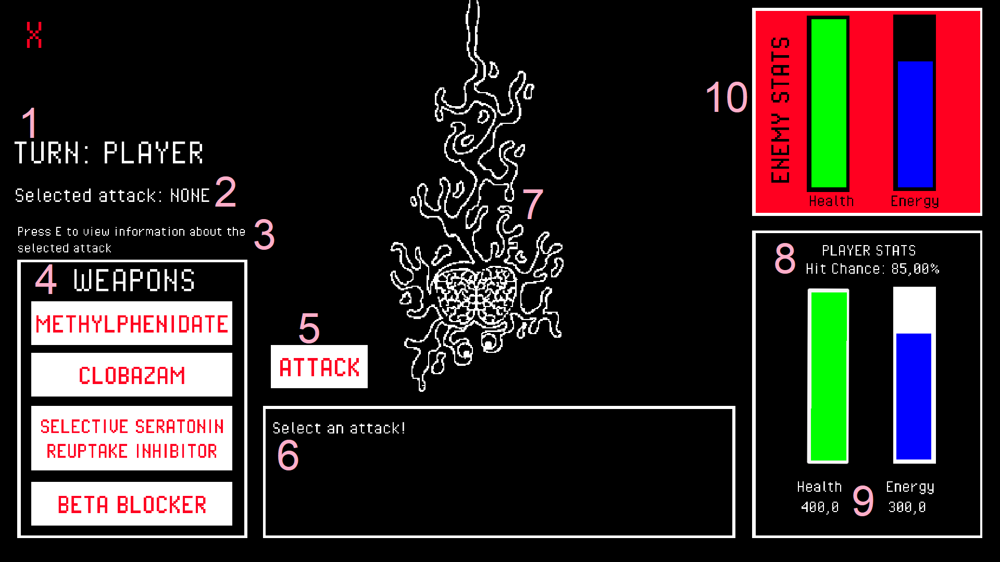 X
1
TURN: PLAYER
Selected attack: NONE 2
Press E to view information about the
selected attack
3
4 WEAPONS
METHYLPHENIDATE
CLOBAZAM
SELECTIVE SERATONIN
REUPTAKE INHIBITOR
BETA BLOCKER
5
ATTACK
Select an attack!
6
7
10
ENEMY STATS
Health Energy
8
PLAYER STATS
Hit Chance: 85,00%
Health Energy
9
400,0 300,0